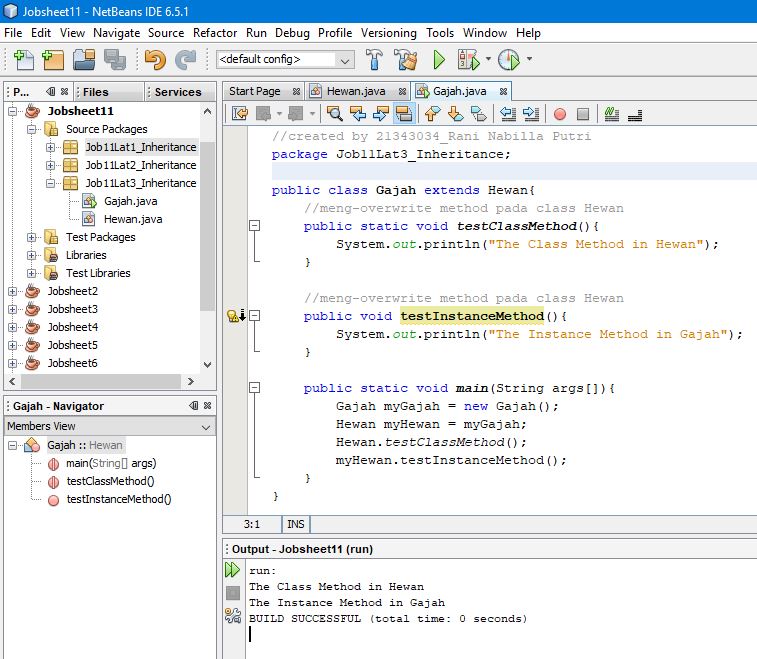 Jobsheet11 - NetBeans IDE 6.5.1
File Edit View Navigate Source Refactor Run Debug Profile Versioning Tools Window Help
<default config>
P... Files Services
Jobsheet11
Source Packages
Job11Lat1_Inheritance
Job11Lat2_Inheritance
Job11Lat3_Inheritance
Gajah.java
Hewan.java
Test Packages
Libraries
Test Libraries
Jobsheet2
Jobsheet3
Jobsheet4
Jobsheet5
Jobsheet6
Gajah - Navigator
Members View
Gajah :: Hewan
main(String[] args)
testClassMethod()
testInstanceMethod()
Start Page Hewan.java Gajah.java
//created by 21343034_Rani Nabilla Putri
package Job11Lat3_Inheritance;
public class Gajah extends Hewan{
//meng-overwrite method pada class Hewan
public static void testClassMethod(){
System.out.println("The Class Method in Hewan");
}
//meng-overwrite method pada class Hewan
public void testInstanceMethod(){
System.out.println("The Instance Method in Gajah");
}
public static void main(String args[]){
Gajah myGajah = new Gajah();
Hewan myHewan = myGajah;
Hewan.testClassMethod();
myHewan.testInstanceMethod();
}
}
3:1 INS
Output - Jobsheet11 (run)
run:
The Class Method in Hewan
The Instance Method in Gajah
BUILD SUCCESSFUL (total time: 0 seconds)